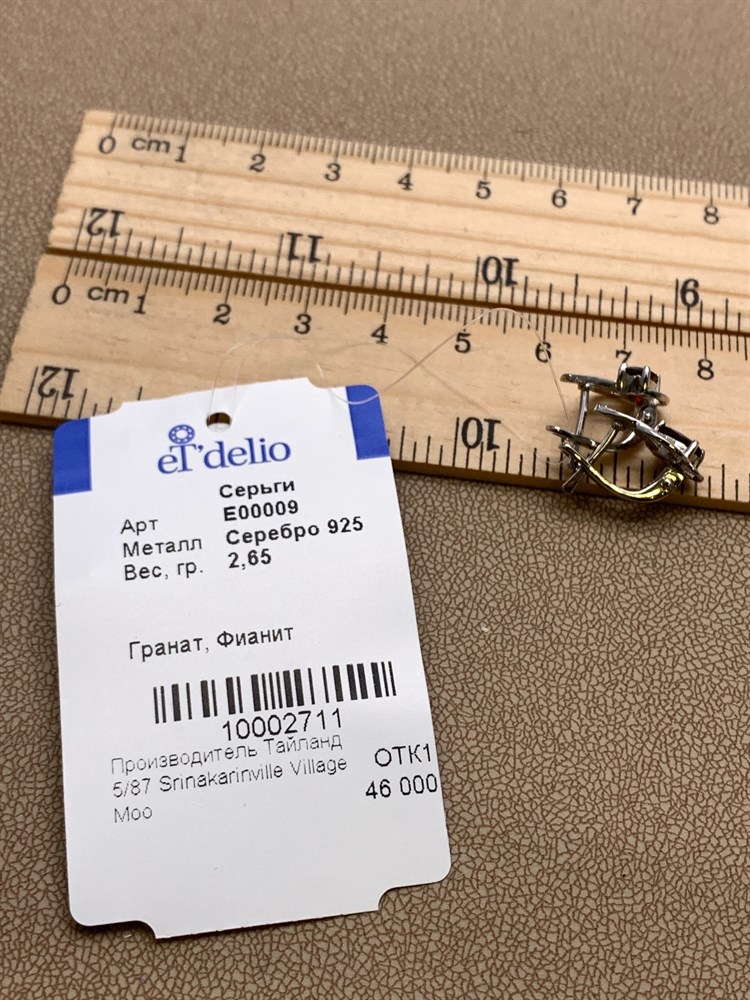 0 cm 1 2 3 4 5 6 7 8
12 11 10 9
0 cm 1 2 3 4 5 6 7 8
12 10
eT'delio
Серьги
Арт E00009
Металл Серебро 925
Вес, гр. 2,65
Гранат, Фианит
10002711
Производитель Тайланд
5/87 Srinakarinville Village
Moo
ОТК1
46 000